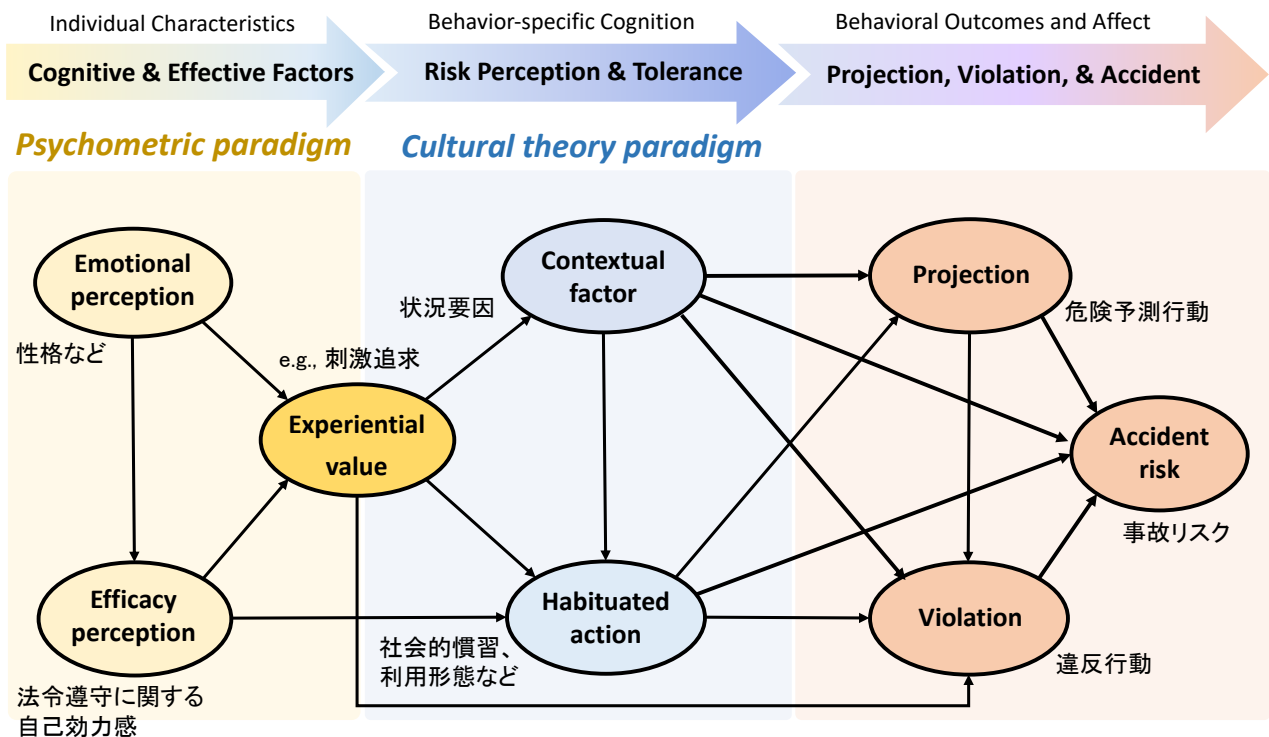 Individual Characteristics
Behavior-specific Cognition
Behavioral Outcomes and Affect
Cognitive & Effective Factors
Risk Perception & Tolerance
Projection, Violation, & Accident
Psychometric paradigm
Cultural theory paradigm
Emotional
perception
性格など
Contextual
factor
状況要因
Projection
危険予測行動
e.g., 刺激追求
Experiential
value
Accident
risk
事故リスク
Efficacy
perception
法令遵守に関する
自己効力感
Habituated
action
社会的慣習、
利用形態など
Violation
違反行動